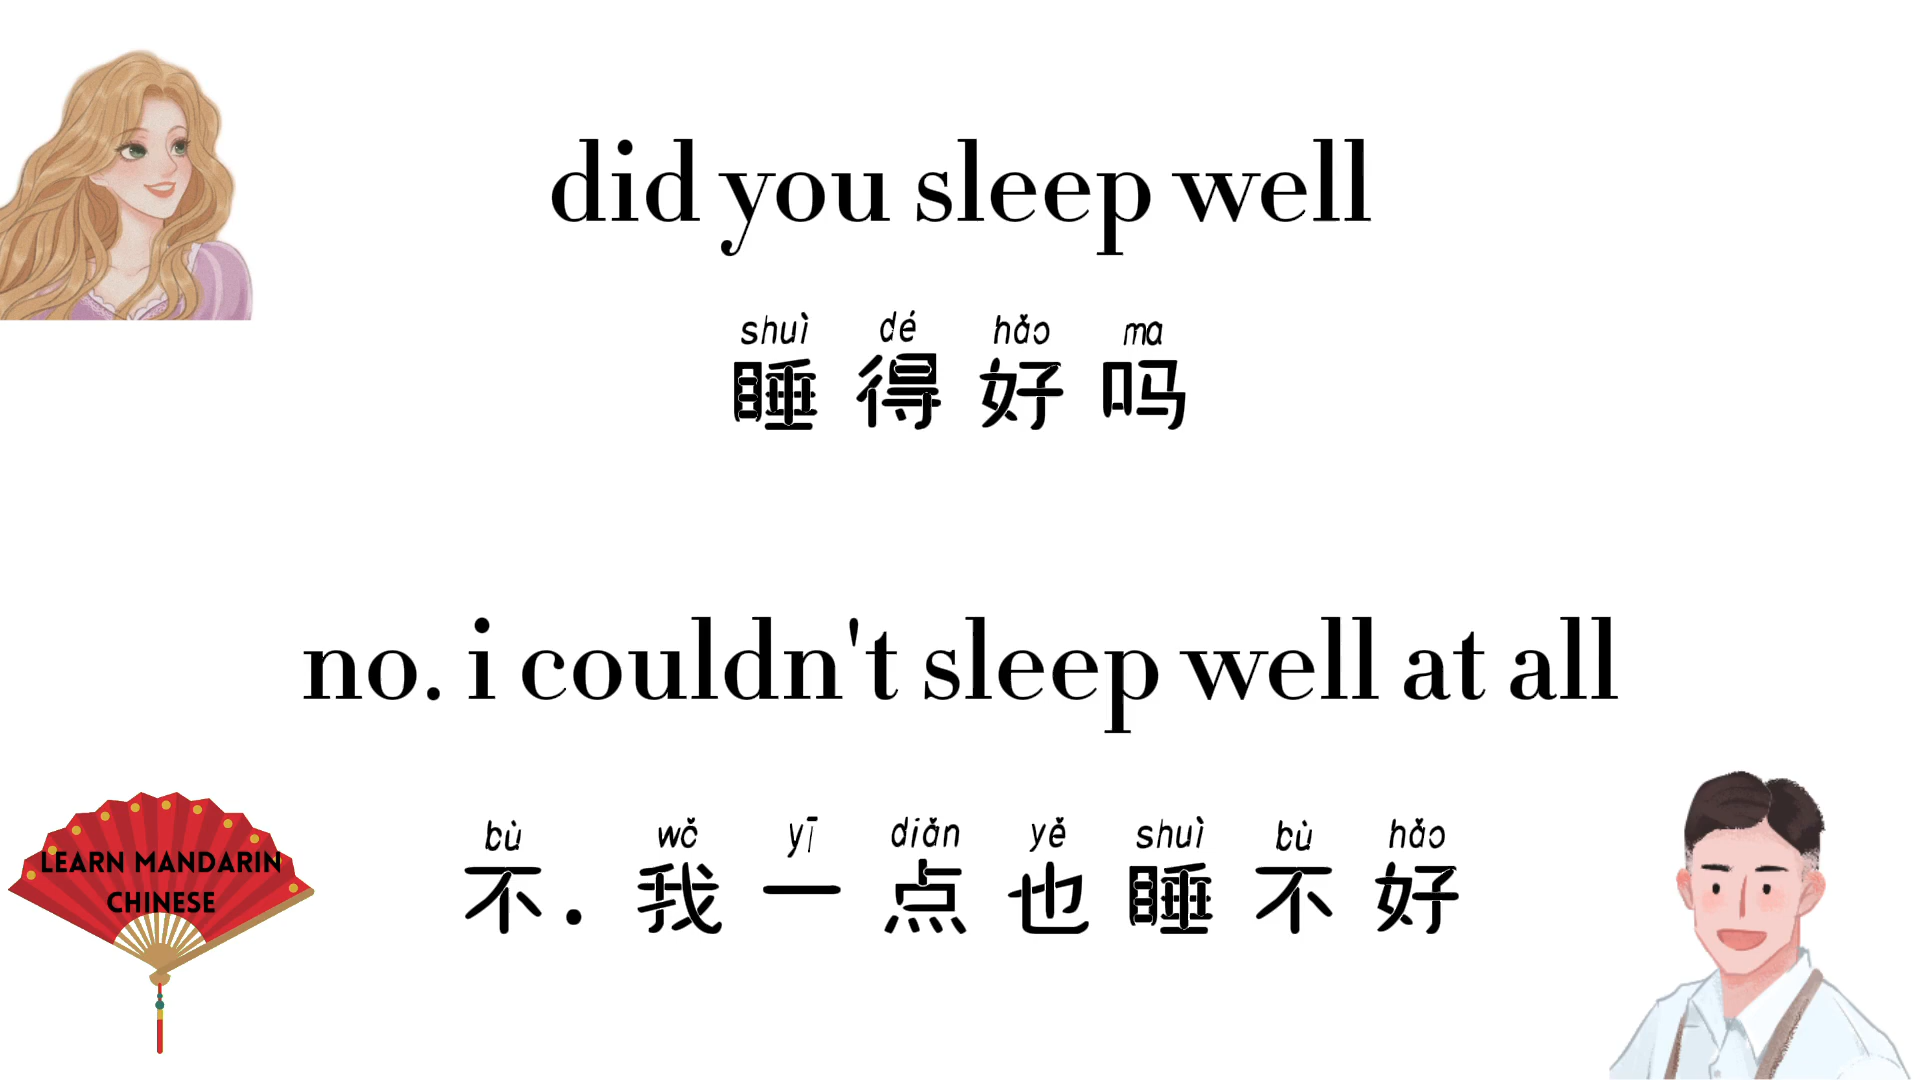 did you sleep well
shuì dé hǎo ma
睡得好吗
no. i couldn't sleep well at all
bù wǒ yī diǎn yě shuì bù hǎo
不. 我一点也睡不好
LEARN MANDARIN
CHINESE